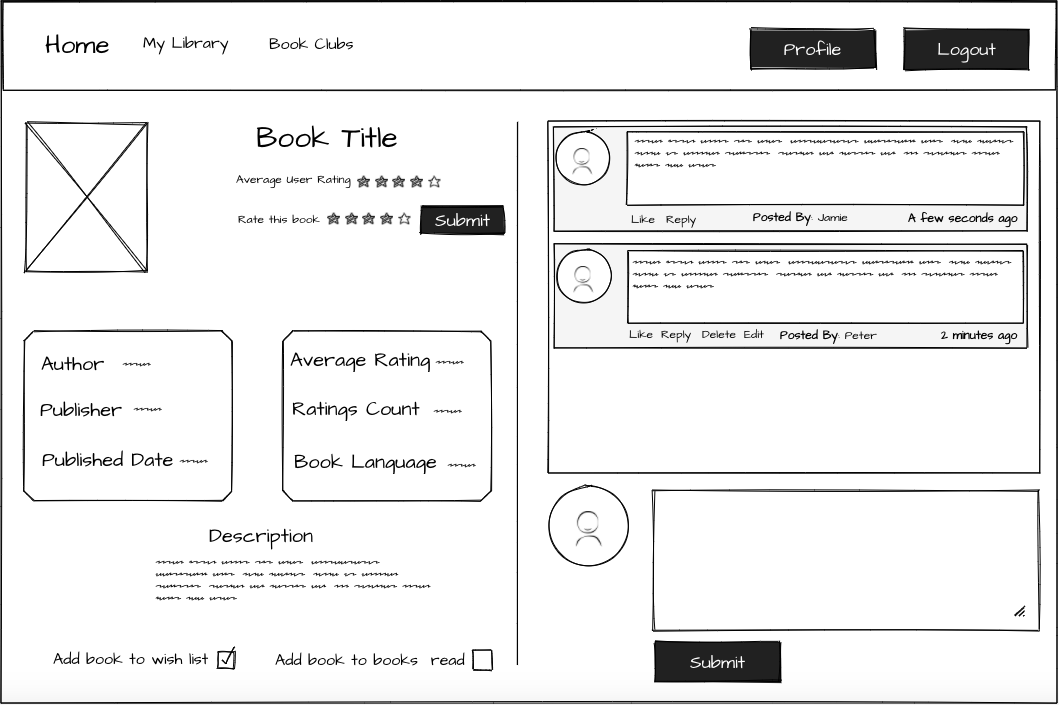 Home My Library Book Clubs Profile Logout
Book Title
Average User Rating
Rate this book Submit
Author
Publisher
Published Date
Average Rating
Ratings Count
Book Language
Description
Add book to wish list Add book to books read
Like Reply Posted By: Jamie A few seconds ago
Like Reply Delete Edit Posted By: Peter 2 minutes ago
Submit